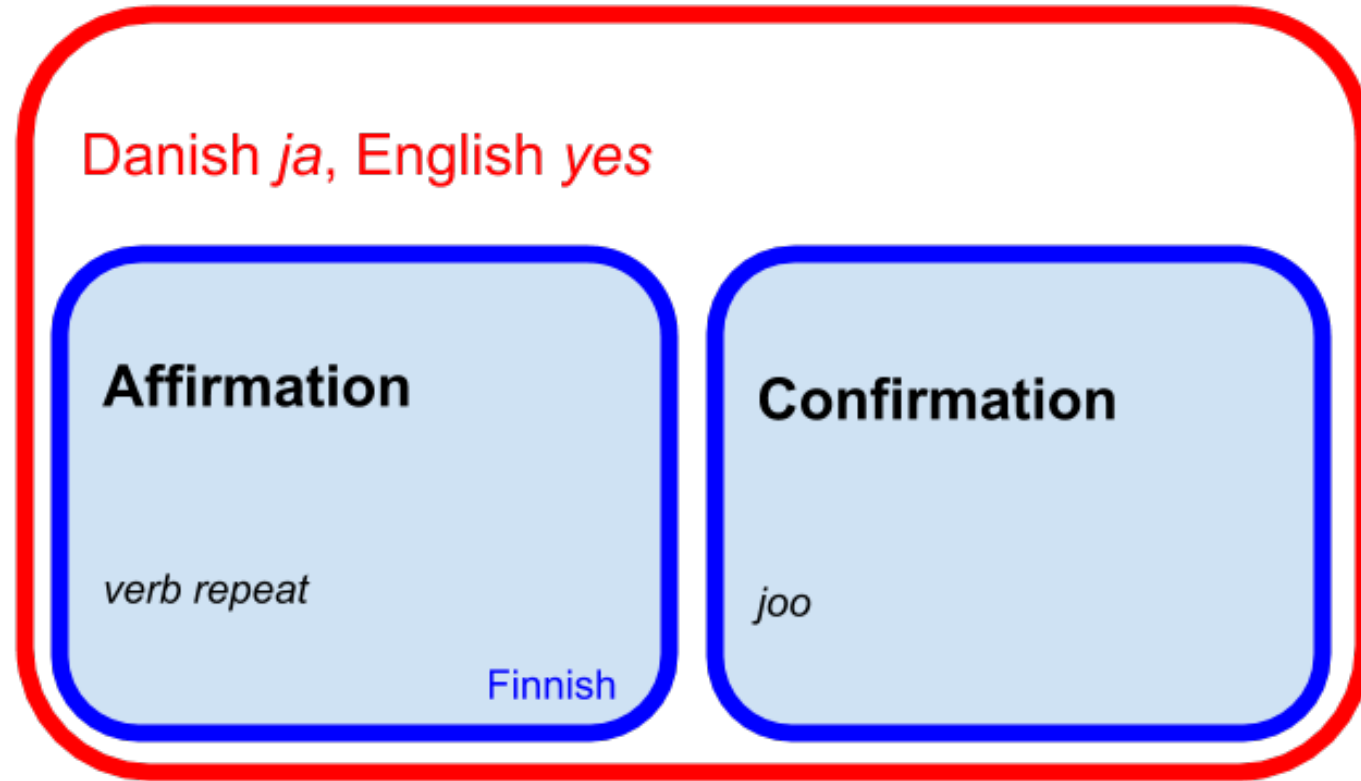 Danish ja, English yes
Affirmation
verb repeat
Finnish
Confirmation
joo